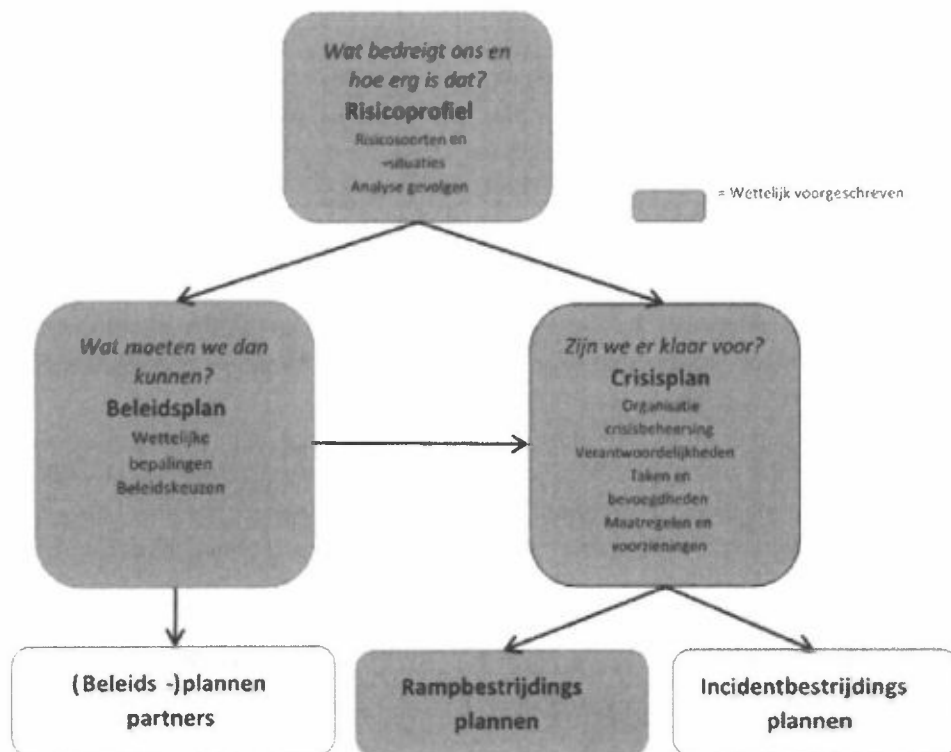 Wat bedreigt ons en
hoe erg is dat?
Risicoprofiel
Risicosoorten en
-situaties
Analyse gevolgen
= Wettelijk voorgeschreven
Wat moeten we dan
kunnen?
Beleidsplan
Wettelijke
bepalingen
Beleidskeuzen
Zijn we er klaar voor?
Crisisplan
Organisatie
crisisbeheersing
Verantwoordelijkheden
Taken en
bevoegdheden
Maatregelen en
voorzieningen
(Beleids -)plannen
partners
Rampbestrijdings
plannen
Incidentbestrijdings
plannen